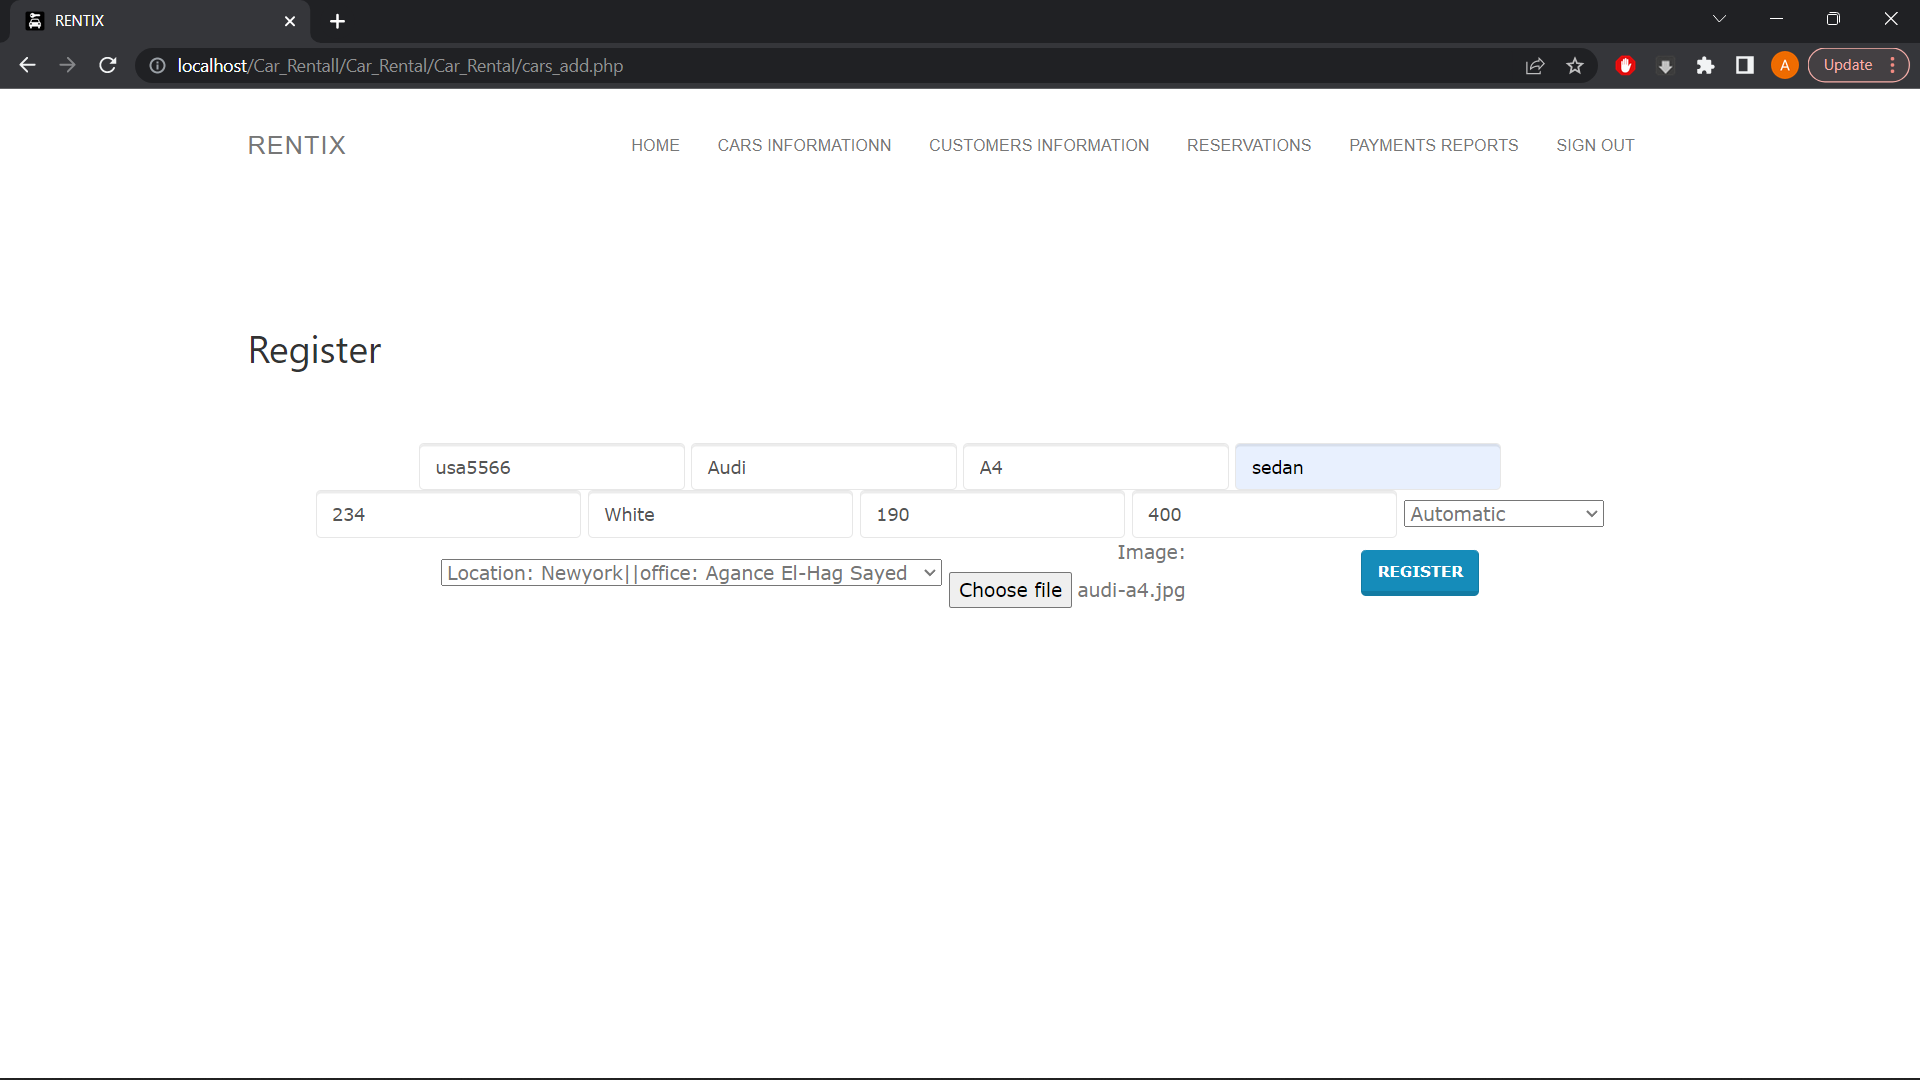 RENTIX
localhost/Car_Rentall/Car_Rental/Car_Rental/cars_add.php
A
Update
RENTIX HOME CARS INFORMATIONN CUSTOMERS INFORMATION RESERVATIONS PAYMENTS REPORTS SIGN OUT
Register
usa5566 Audi A4 sedan
234 White 190 400 Automatic
Image:
Location: Newyork||office: Agance El-Hag Sayed
Choose file audi-a4.jpg
REGISTER